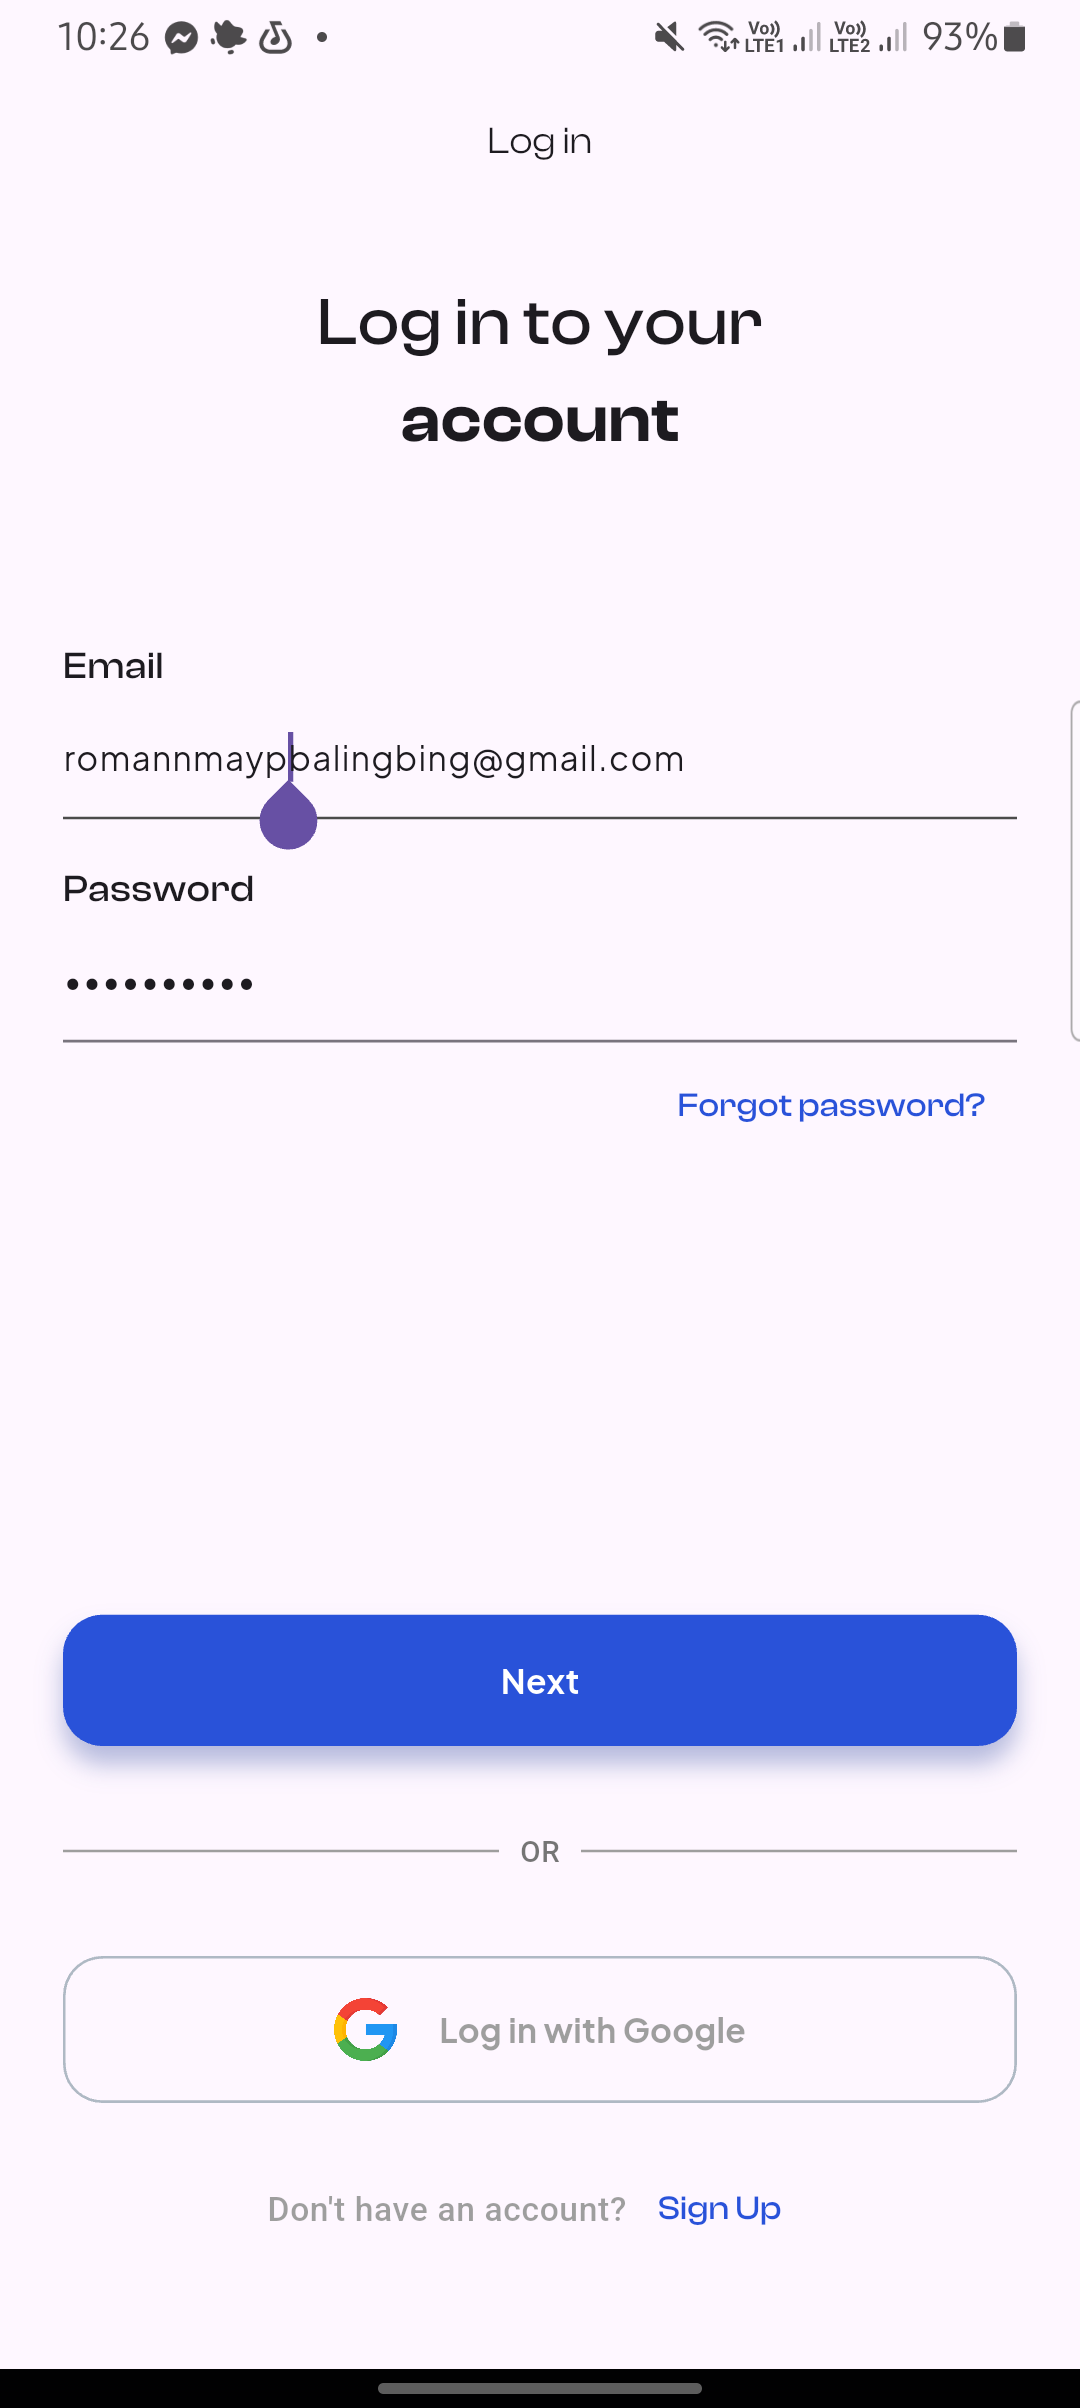 10:26 Vo)) LTE1 Vo)) LTE2 93%
Log in
Log in to your
account
Email
romannmaypbalingbing@gmail.com
Password
••••••••••
Forgot password?
Next
OR
Log in with Google
Don't have an account? Sign Up